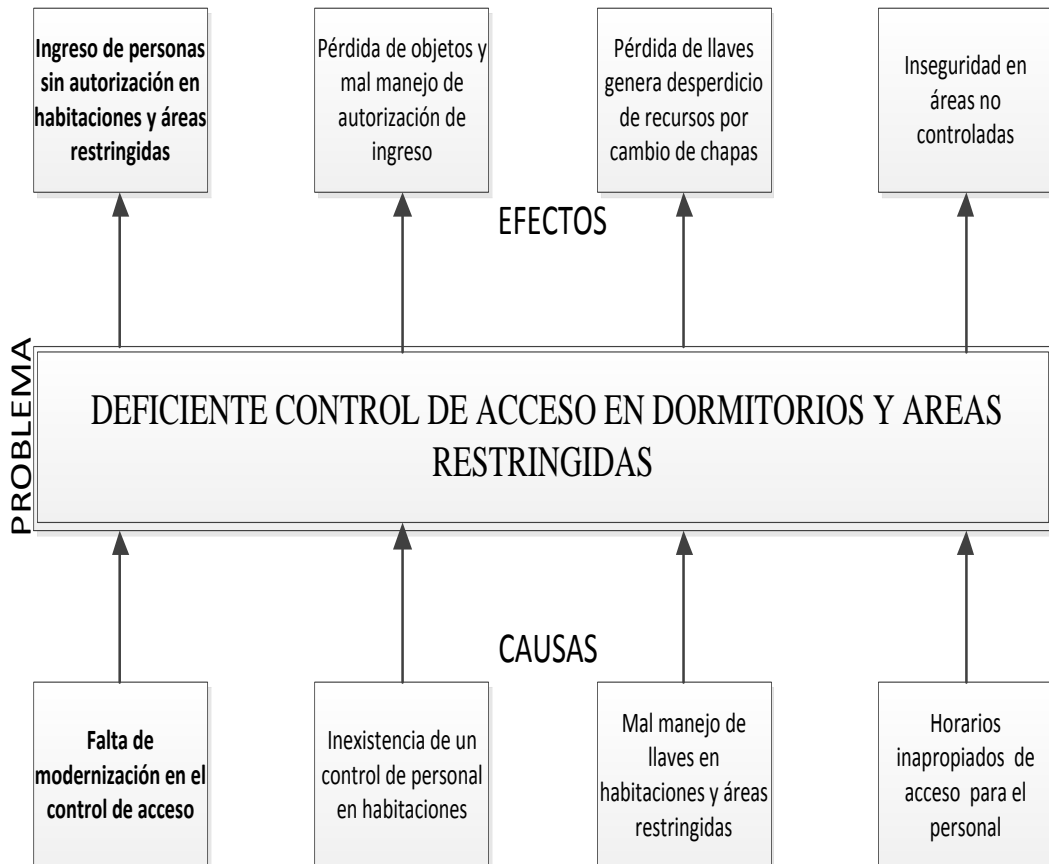 Ingreso de personas
sin autorización en
habitaciones y áreas
restringidas
Pérdida de objetos y
mal manejo de
autorización de
ingreso
Pérdida de llaves
genera desperdicio
de recursos por
cambio de chapas
Inseguridad en
áreas no
controladas
EFECTOS
PROBLEMA
DEFICIENTE CONTROL DE ACCESO EN DORMITORIOS Y AREAS
RESTRINGIDAS
CAUSAS
Falta de
modernización en el
control de acceso
Inexistencia de un
control de personal
en habitaciones
Mal manejo de
llaves en
habitaciones y áreas
restringidas
Horarios
inapropiados de
acceso para el
personal